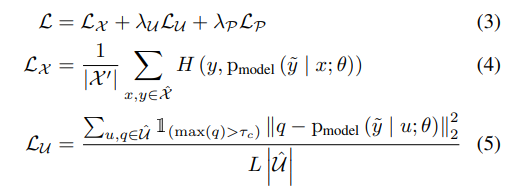 ℒ = ℒ_𝒳 + λ_𝒰ℒ_𝒰 + λ_𝒫ℒ_𝒫 (3)
ℒ_𝒳 = 1/|𝒳′| ∑_{x,y∈𝒳̂} H (y, p_model (ỹ | x; θ)) (4)
ℒ_𝒰 = ∑_{u,q∈𝒰̂} 𝟙_{(max(q)>τ_c)} ‖q − p_model (ỹ | u; θ)‖₂² / L|𝒰̂| (5)